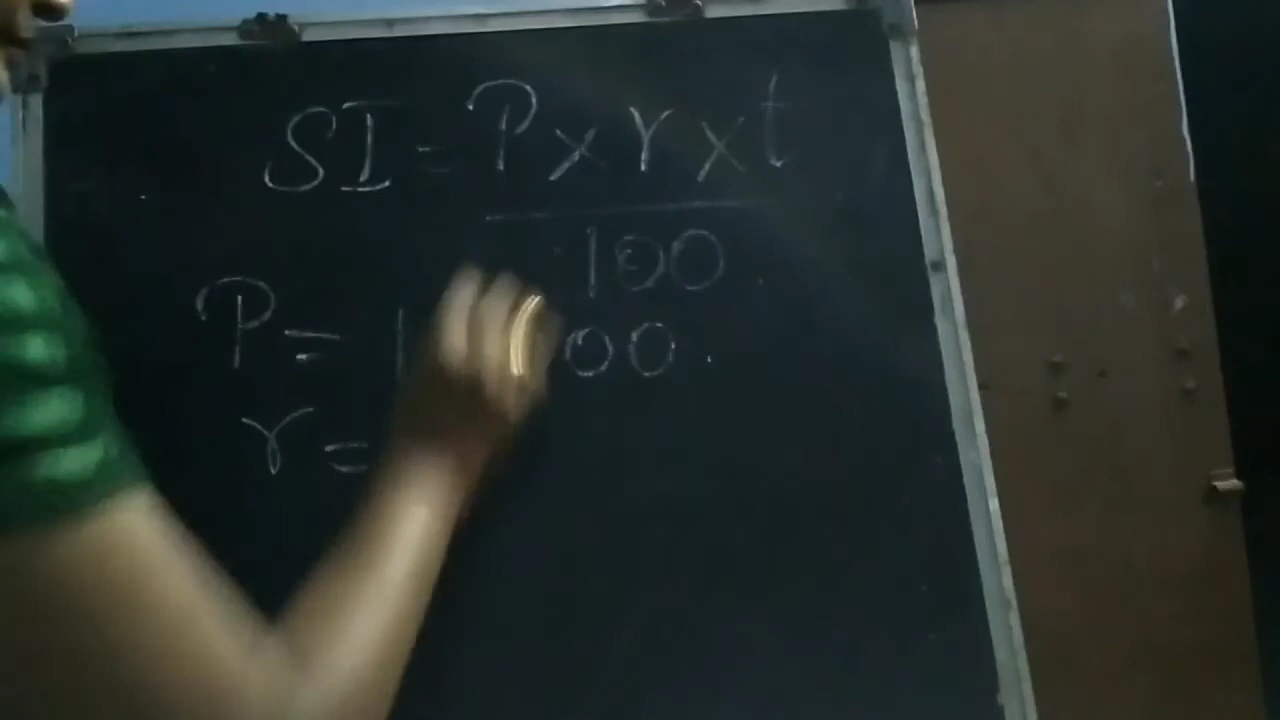 SI = P x r x t
100
P =
r =